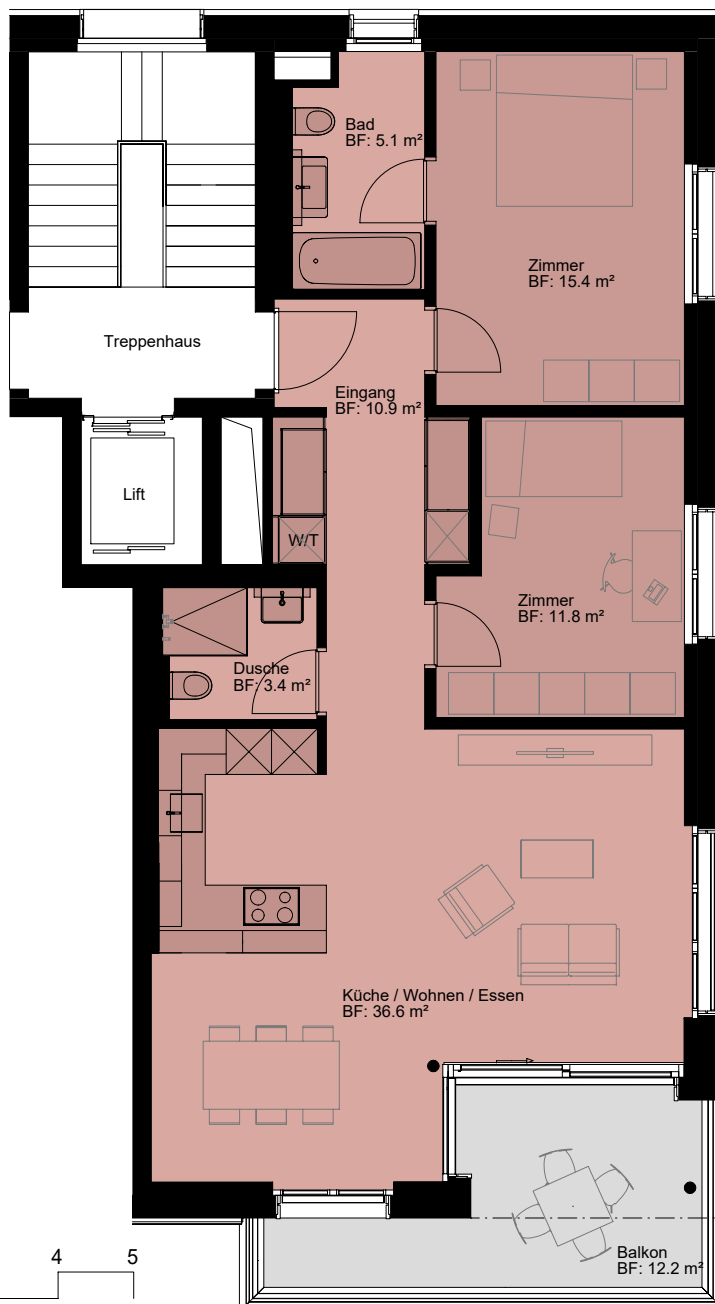 Bad
BF: 5.1 m²
Zimmer
BF: 15.4 m²
Treppenhaus
Eingang
BF: 10.9 m²
Lift
W/T
Zimmer
BF: 11.8 m²
Dusche
BF: 3.4 m²
Küche / Wohnen / Essen
BF: 36.6 m²
Balkon
BF: 12.2 m²
4 5